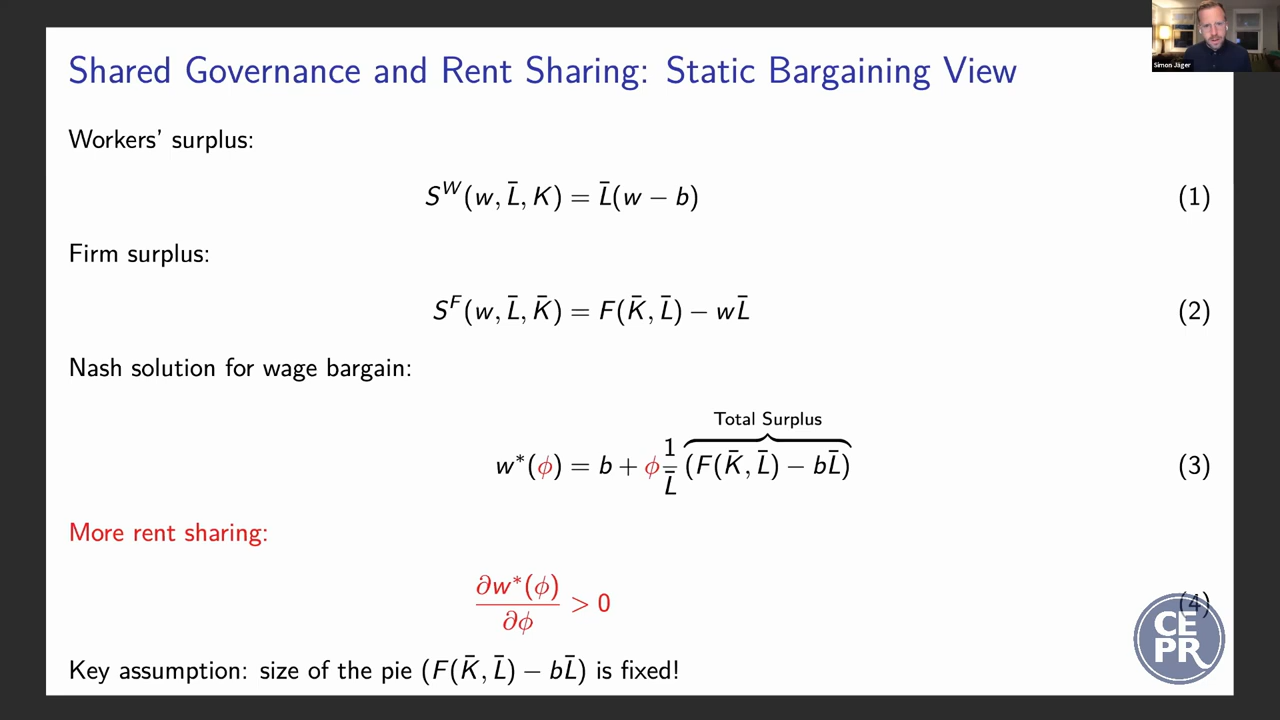 Simon Jäger
Shared Governance and Rent Sharing: Static Bargaining View
Workers' surplus:
S^W(w, L̄, K) = L̄(w − b) (1)
Firm surplus:
S^F(w, L̄, K̄) = F(K̄, L̄) − wL̄ (2)
Nash solution for wage bargain:
Total Surplus
w*(ϕ) = b + ϕ 1/L̄ (F(K̄, L̄) − bL̄) (3)
More rent sharing:
∂w*(ϕ)/∂ϕ > 0 (4)
Key assumption: size of the pie (F(K̄, L̄) − bL̄) is fixed!
CE
PR